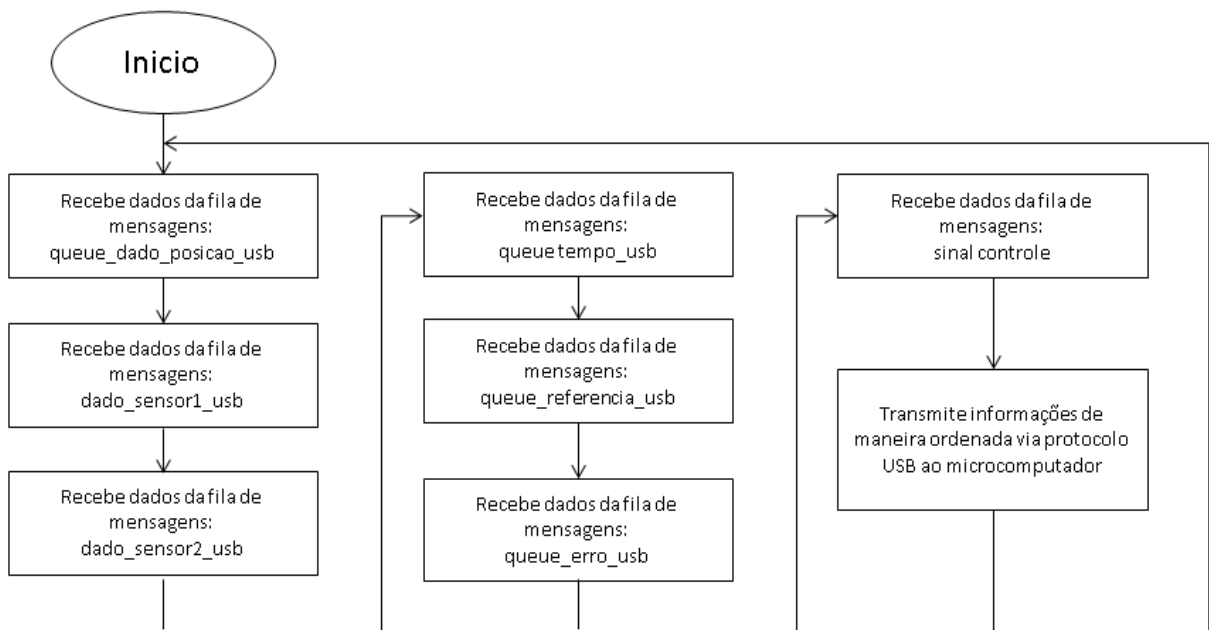 Inicio
Recebe dados da fila de
mensagens:
queue_dado_posicao_usb
Recebe dados da fila de
mensagens:
dado_sensor1_usb
Recebe dados da fila de
mensagens:
dado_sensor2_usb
Recebe dados da fila de
mensagens:
queue tempo_usb
Recebe dados da fila de
mensagens:
queue_referencia_usb
Recebe dados da fila de
mensagens:
queue_erro_usb
Recebe dados da fila de
mensagens:
sinal controle
Transmite informações de
maneira ordenada via protocolo
USB ao microcomputador